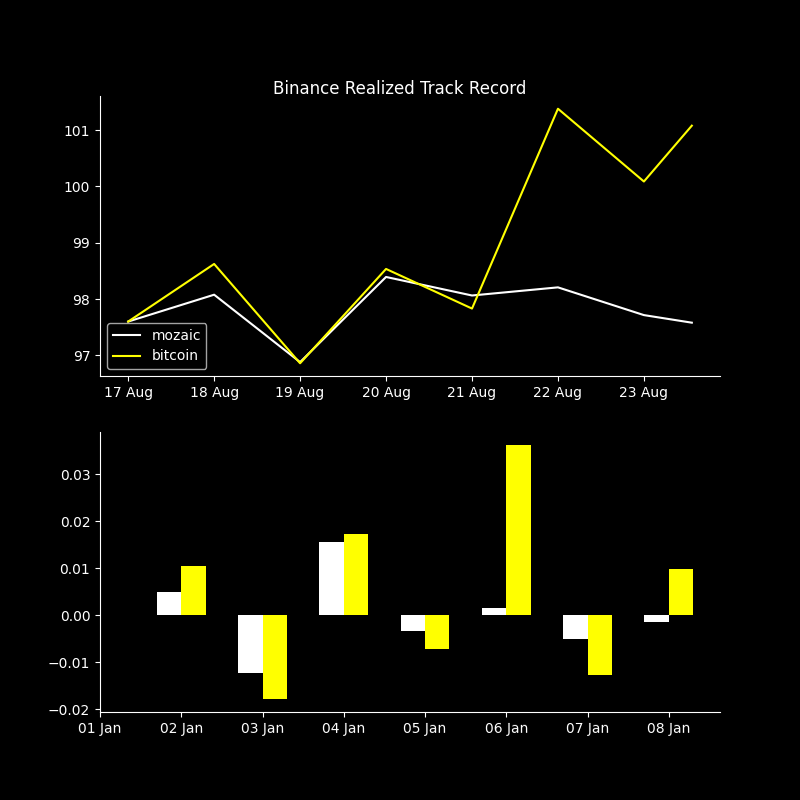 Binance Realized Track Record
101
100
99
98
97
mozaic
bitcoin
17 Aug 18 Aug 19 Aug 20 Aug 21 Aug 22 Aug 23 Aug
0.03
0.02
0.01
0.00
−0.01
−0.02
01 Jan 02 Jan 03 Jan 04 Jan 05 Jan 06 Jan 07 Jan 08 Jan